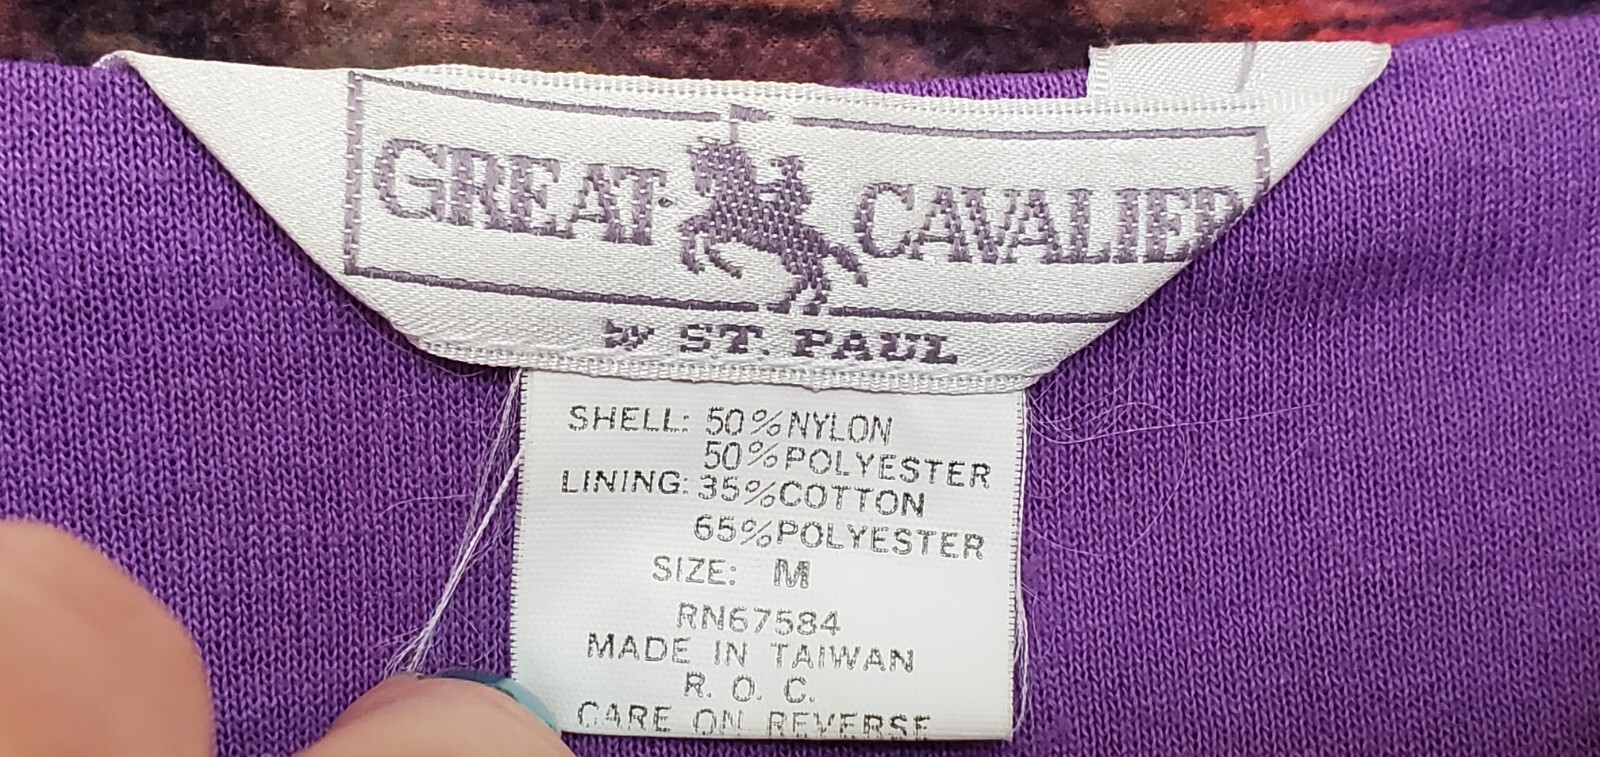 GREAT CAVALIER
by ST. PAUL
SHELL: 50%NYLON
50%POLYESTER
LINING: 35%COTTON
65%POLYESTER
SIZE: M
RN67584
MADE IN TAIWAN
R. O. C.
CARE ON REVERSE